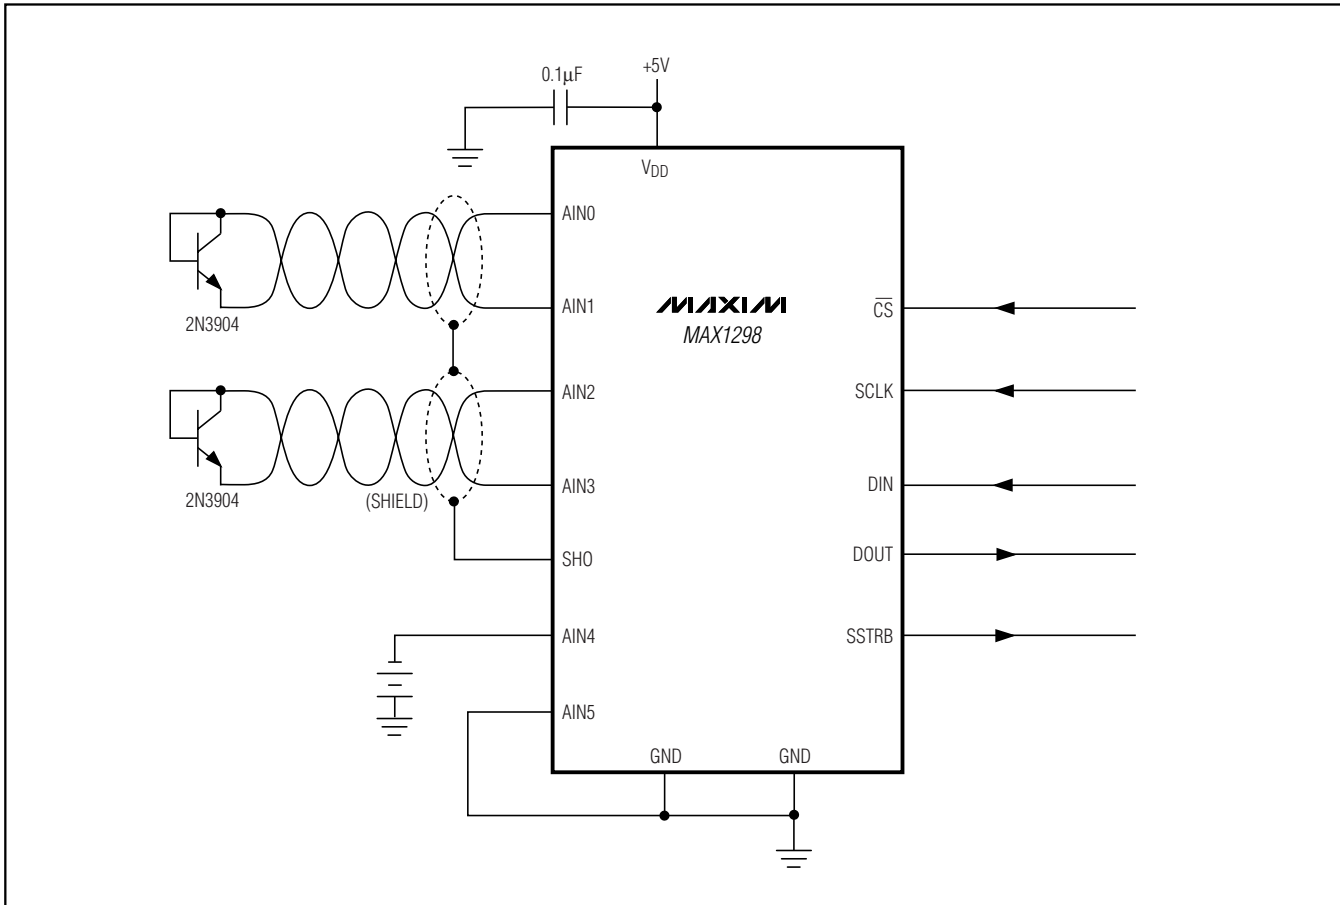 0.1µF
+5V
VDD
AIN0
AIN1
2N3904
MAXIM
MAX1298
CS
AIN2
SCLK
AIN3
DIN
2N3904
(SHIELD)
SHO
DOUT
AIN4
SSTRB
AIN5
GND
GND